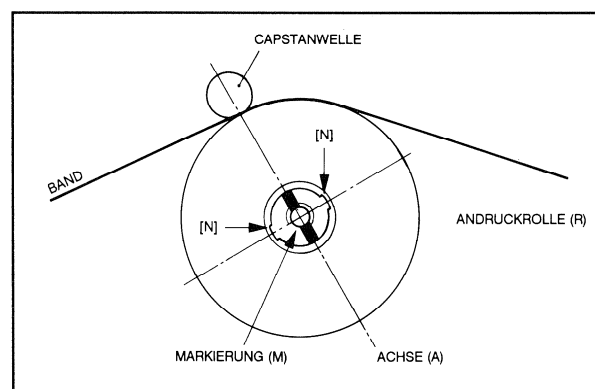 CAPSTANWELLE
[N]
BAND
ANDRUCKROLLE (R)
[N]
MARKIERUNG (M)
ACHSE (A)